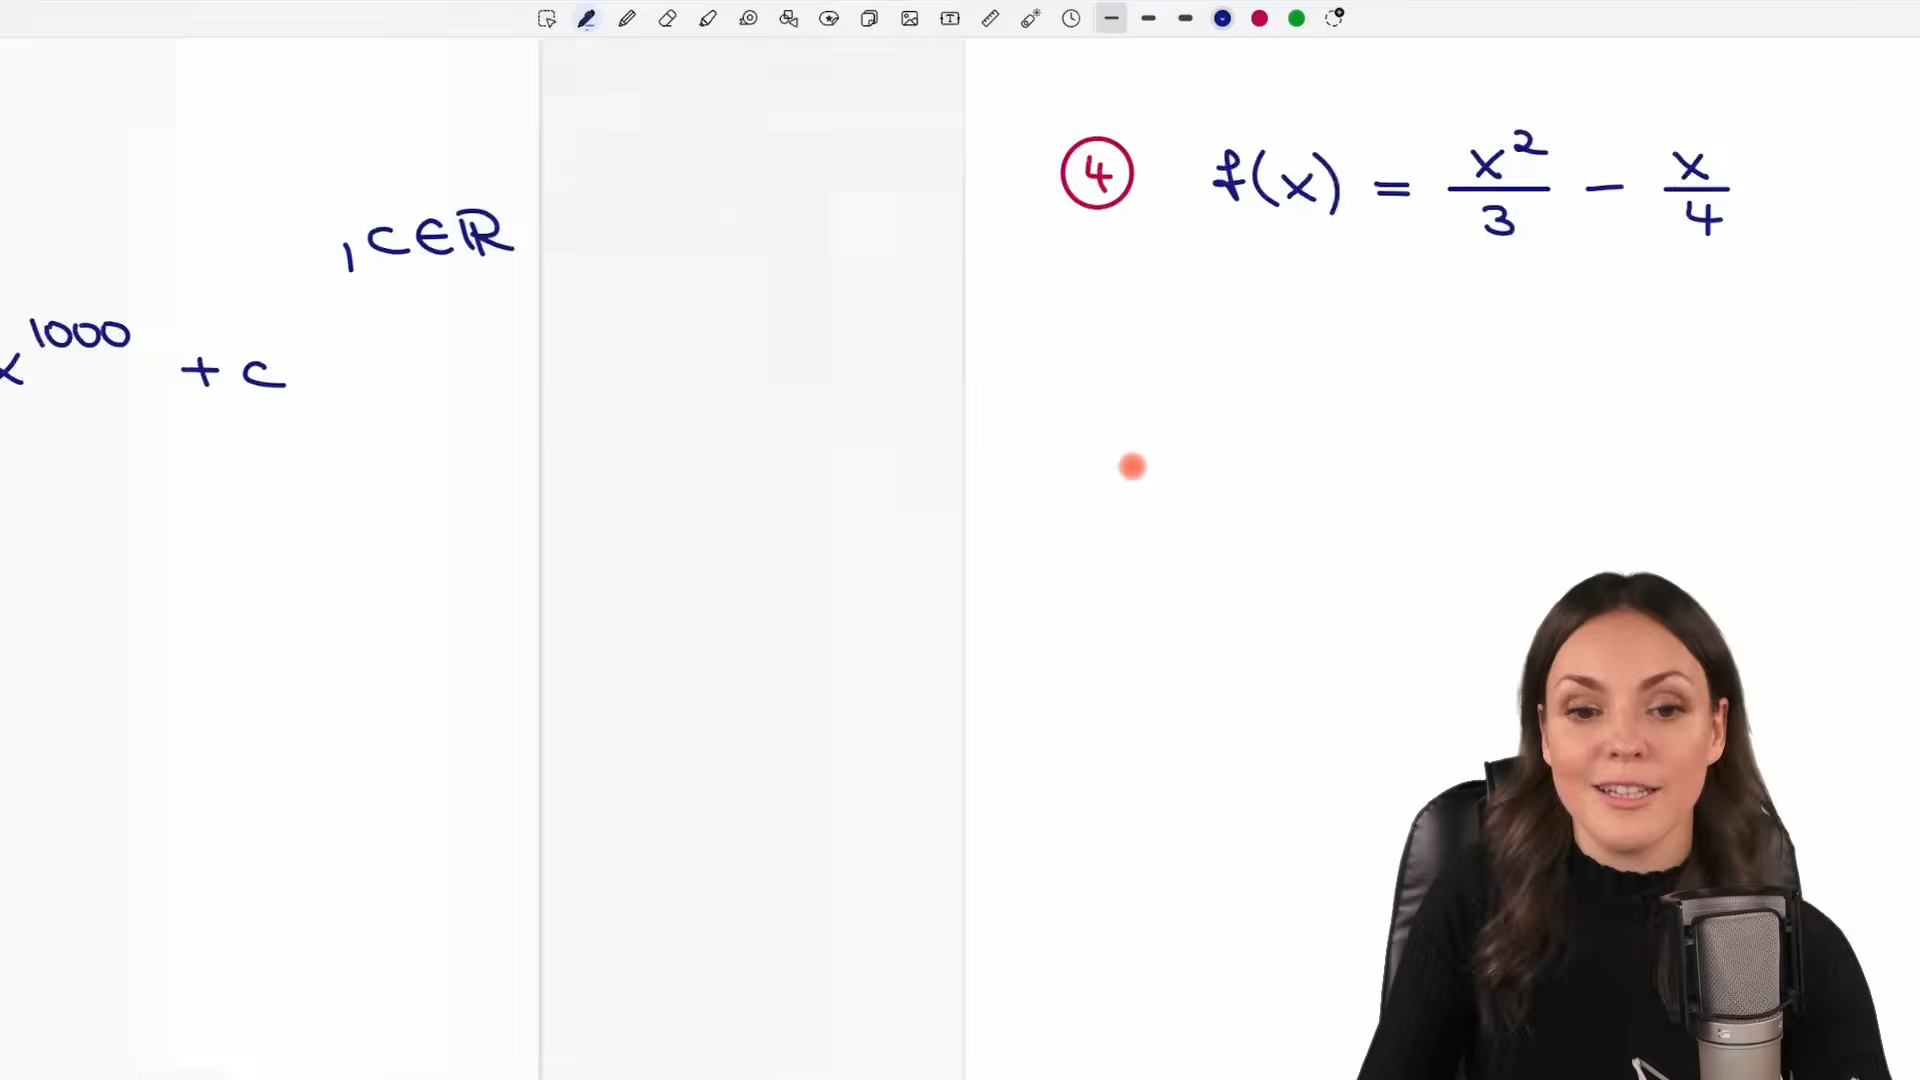 , C ∈ ℝ
x^1000 + c
④ f(x) = x²/3 − x/4